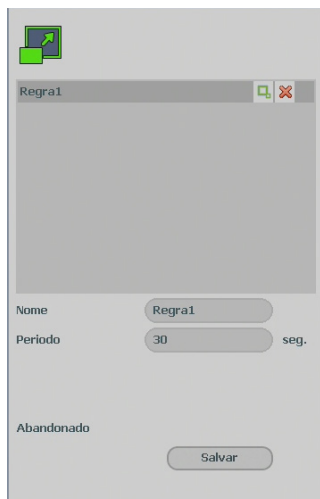 Regra1
Nome Regra1
Periodo 30 seg.
Abandonado
Salvar